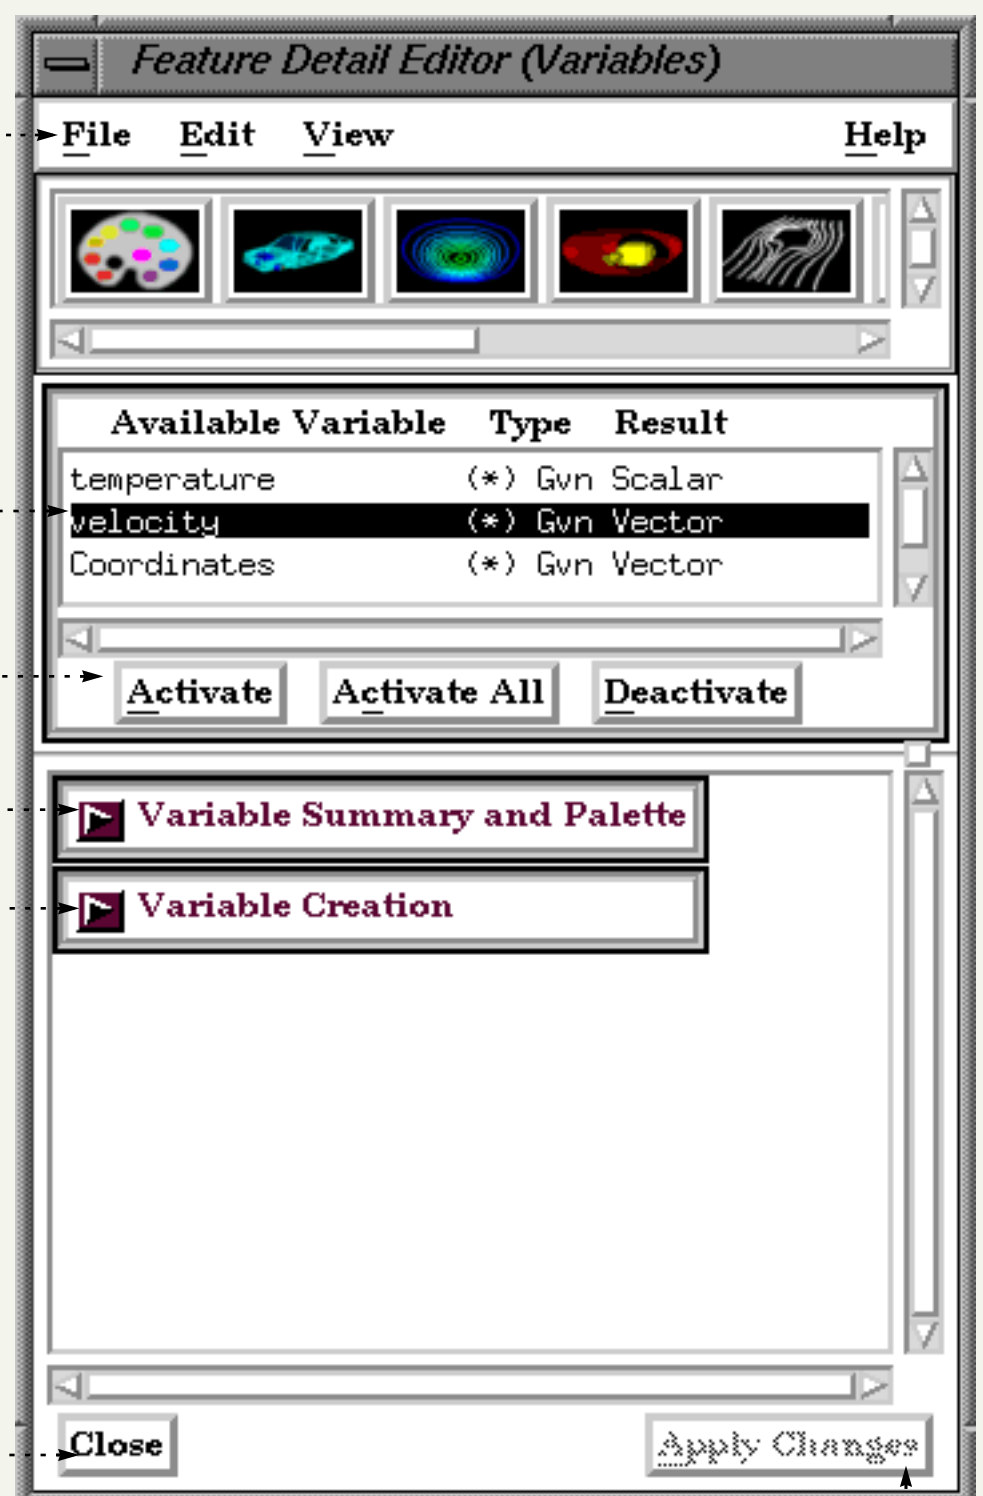 Feature Detail Editor (Variables)
File Edit View Help
Available Variable Type Result
temperature (*) Gvn Scalar
velocity (*) Gvn Vector
Coordinates (*) Gvn Vector
Activate Activate All Deactivate
Variable Summary and Palette
Variable Creation
Close Apply Changes